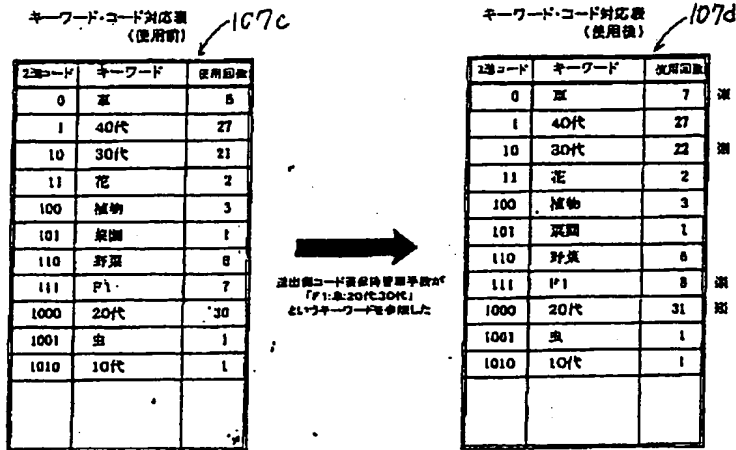 キーワード・コード対応表
(使用前)
107c
2進コード キーワード 使用回数
0 車 6
1 40代 27
10 30代 21
11 花 2
100 植物 3
101 菜園 1
110 野菜 6
111 F1 7
1000 20代 30
1001 虫 1
1010 10代 1
送出側コード表保持管理手段が
「F1:車:20代:30代」
というキーワードを参照した
キーワード・コード対応表
(使用後)
107d
2進コード キーワード 使用回数
0 車 7 ※
1 40代 27
10 30代 22 ※
11 花 2
100 植物 3
101 菜園 1
110 野菜 6
111 F1 8 ※
1000 20代 31 ※
1001 虫 1
1010 10代 1